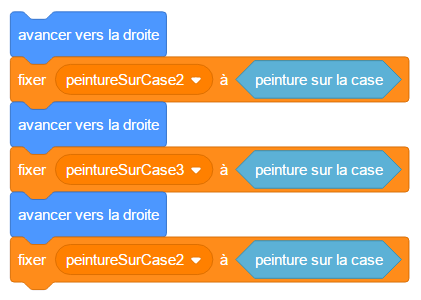 avancer vers la droite
fixer peintureSurCase2 à peinture sur la case
avancer vers la droite
fixer peintureSurCase3 à peinture sur la case
avancer vers la droite
fixer peintureSurCase2 à peinture sur la case